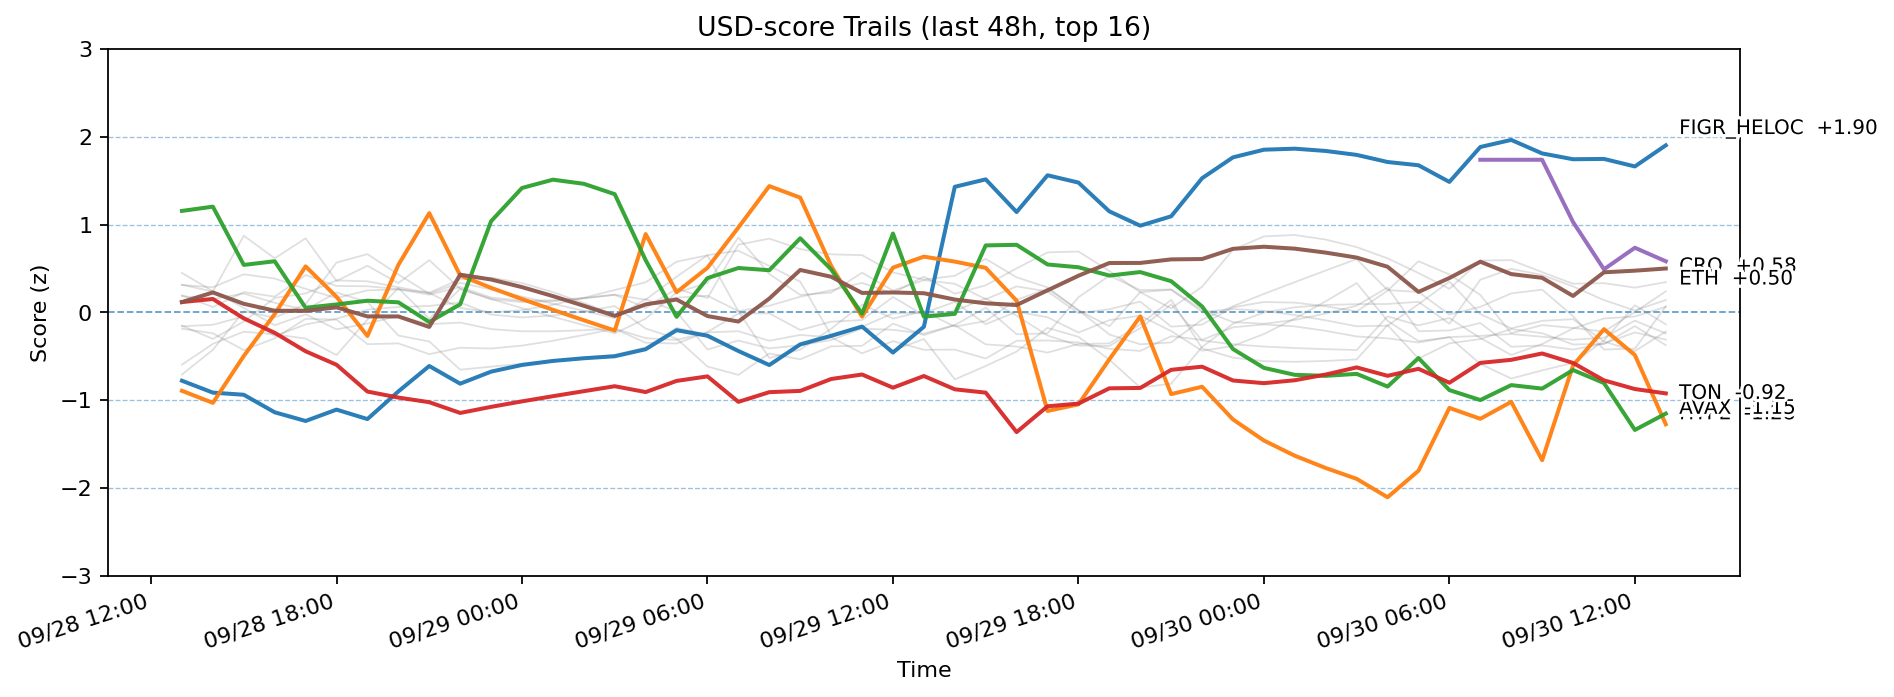 USD-score Trails (last 48h, top 16)
3
2
1
0
−1
−2
−3
Score (z)
FIGR_HELOC +1.90
CRO +0.58
ETH +0.50
TON -0.92
AVAX -1.15
09/28 12:00
09/28 18:00
09/29 00:00
09/29 06:00
09/29 12:00
09/29 18:00
09/30 00:00
09/30 06:00
09/30 12:00
Time